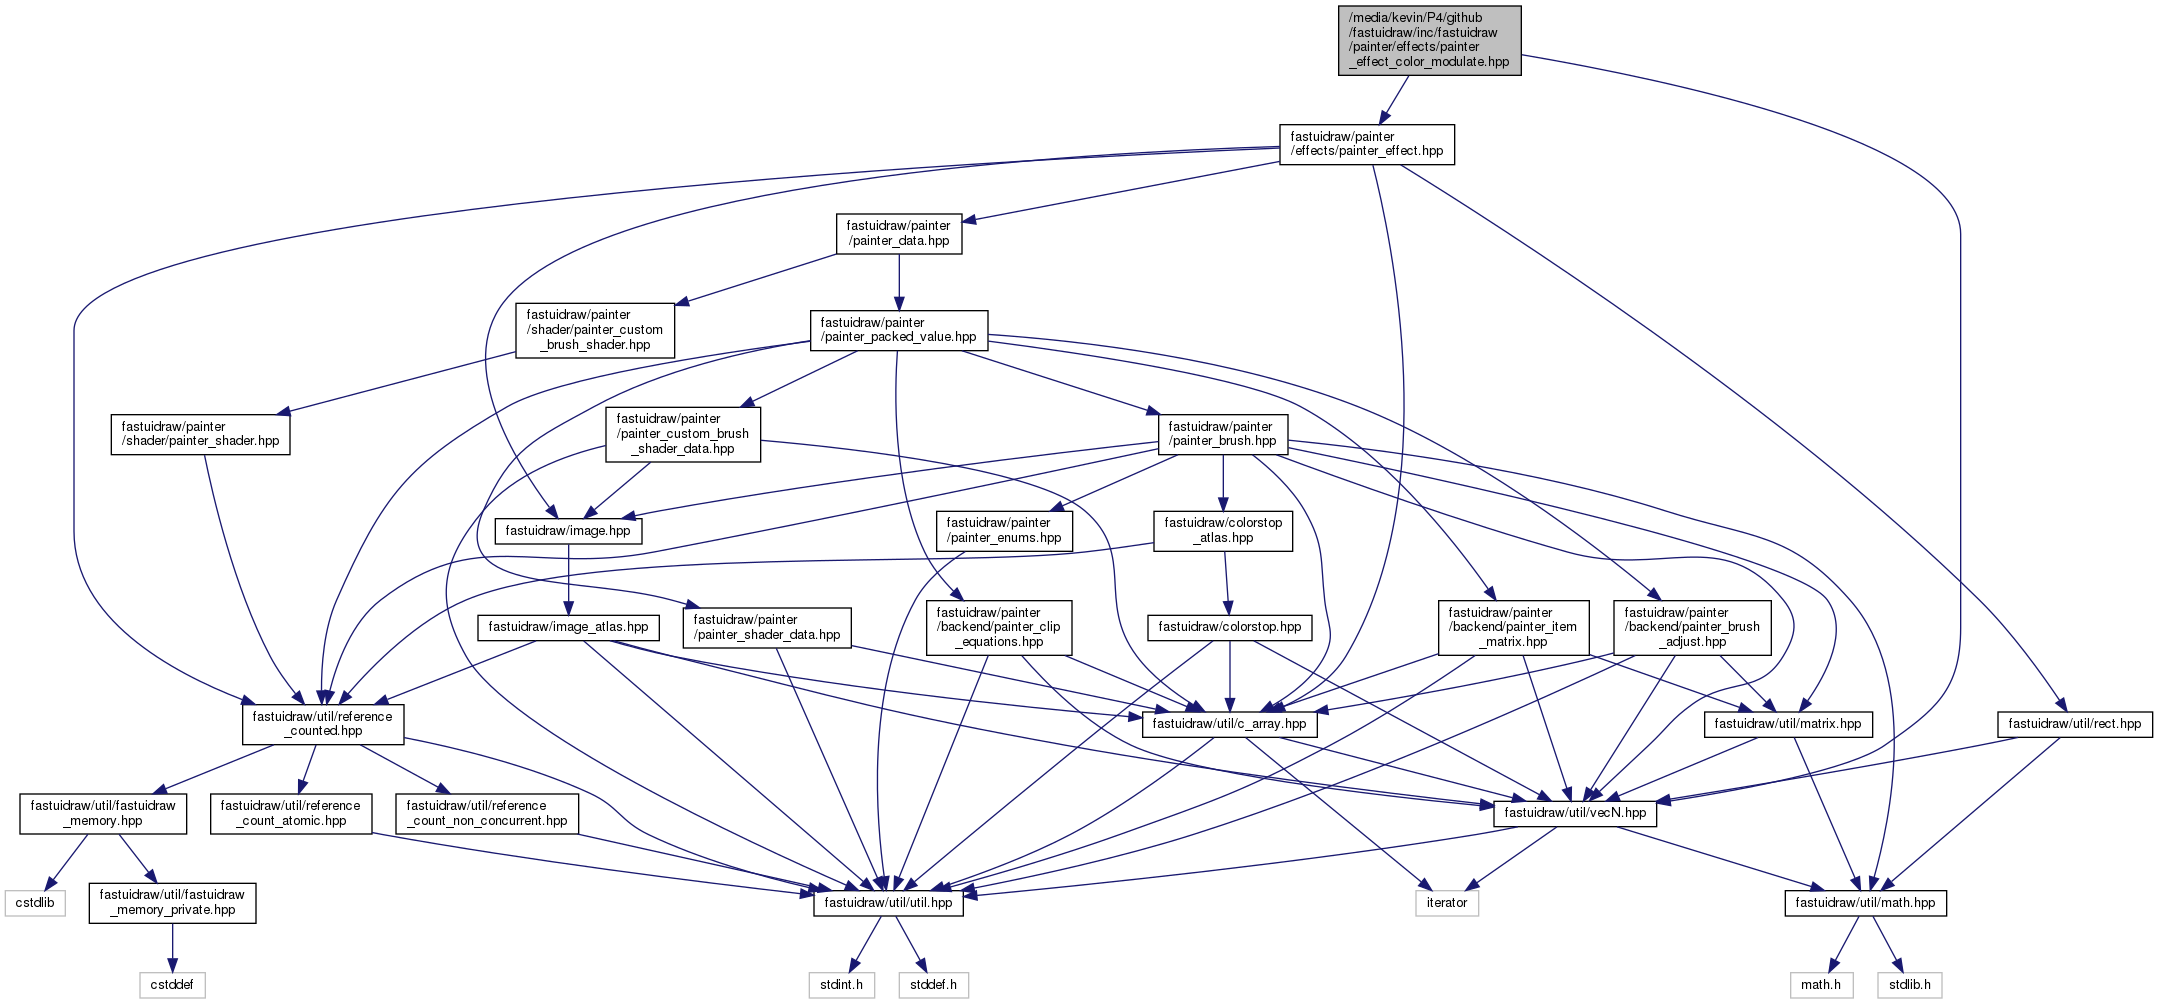 /media/kevin/P4/github
/fastuidraw/inc/fastuidraw
/painter/effects/painter
_effect_color_modulate.hpp
fastuidraw/painter
/effects/painter_effect.hpp
fastuidraw/painter
/painter_data.hpp
fastuidraw/painter
/shader/painter_custom
_brush_shader.hpp
fastuidraw/painter
/painter_packed_value.hpp
fastuidraw/painter
/shader/painter_shader.hpp
fastuidraw/painter
/painter_custom_brush
_shader_data.hpp
fastuidraw/painter
/painter_brush.hpp
fastuidraw/image.hpp
fastuidraw/painter
/painter_enums.hpp
fastuidraw/colorstop
_atlas.hpp
fastuidraw/image_atlas.hpp
fastuidraw/painter
/painter_shader_data.hpp
fastuidraw/painter
/backend/painter_clip
_equations.hpp
fastuidraw/colorstop.hpp
fastuidraw/painter
/backend/painter_item
_matrix.hpp
fastuidraw/painter
/backend/painter_brush
_adjust.hpp
fastuidraw/util/reference
_counted.hpp
fastuidraw/util/c_array.hpp
fastuidraw/util/matrix.hpp
fastuidraw/util/rect.hpp
fastuidraw/util/fastuidraw
_memory.hpp
fastuidraw/util/reference
_count_atomic.hpp
fastuidraw/util/reference
_count_non_concurrent.hpp
fastuidraw/util/vecN.hpp
cstdlib
fastuidraw/util/fastuidraw
_memory_private.hpp
fastuidraw/util/util.hpp
iterator
fastuidraw/util/math.hpp
cstddef
stdint.h
stddef.h
math.h
stdlib.h